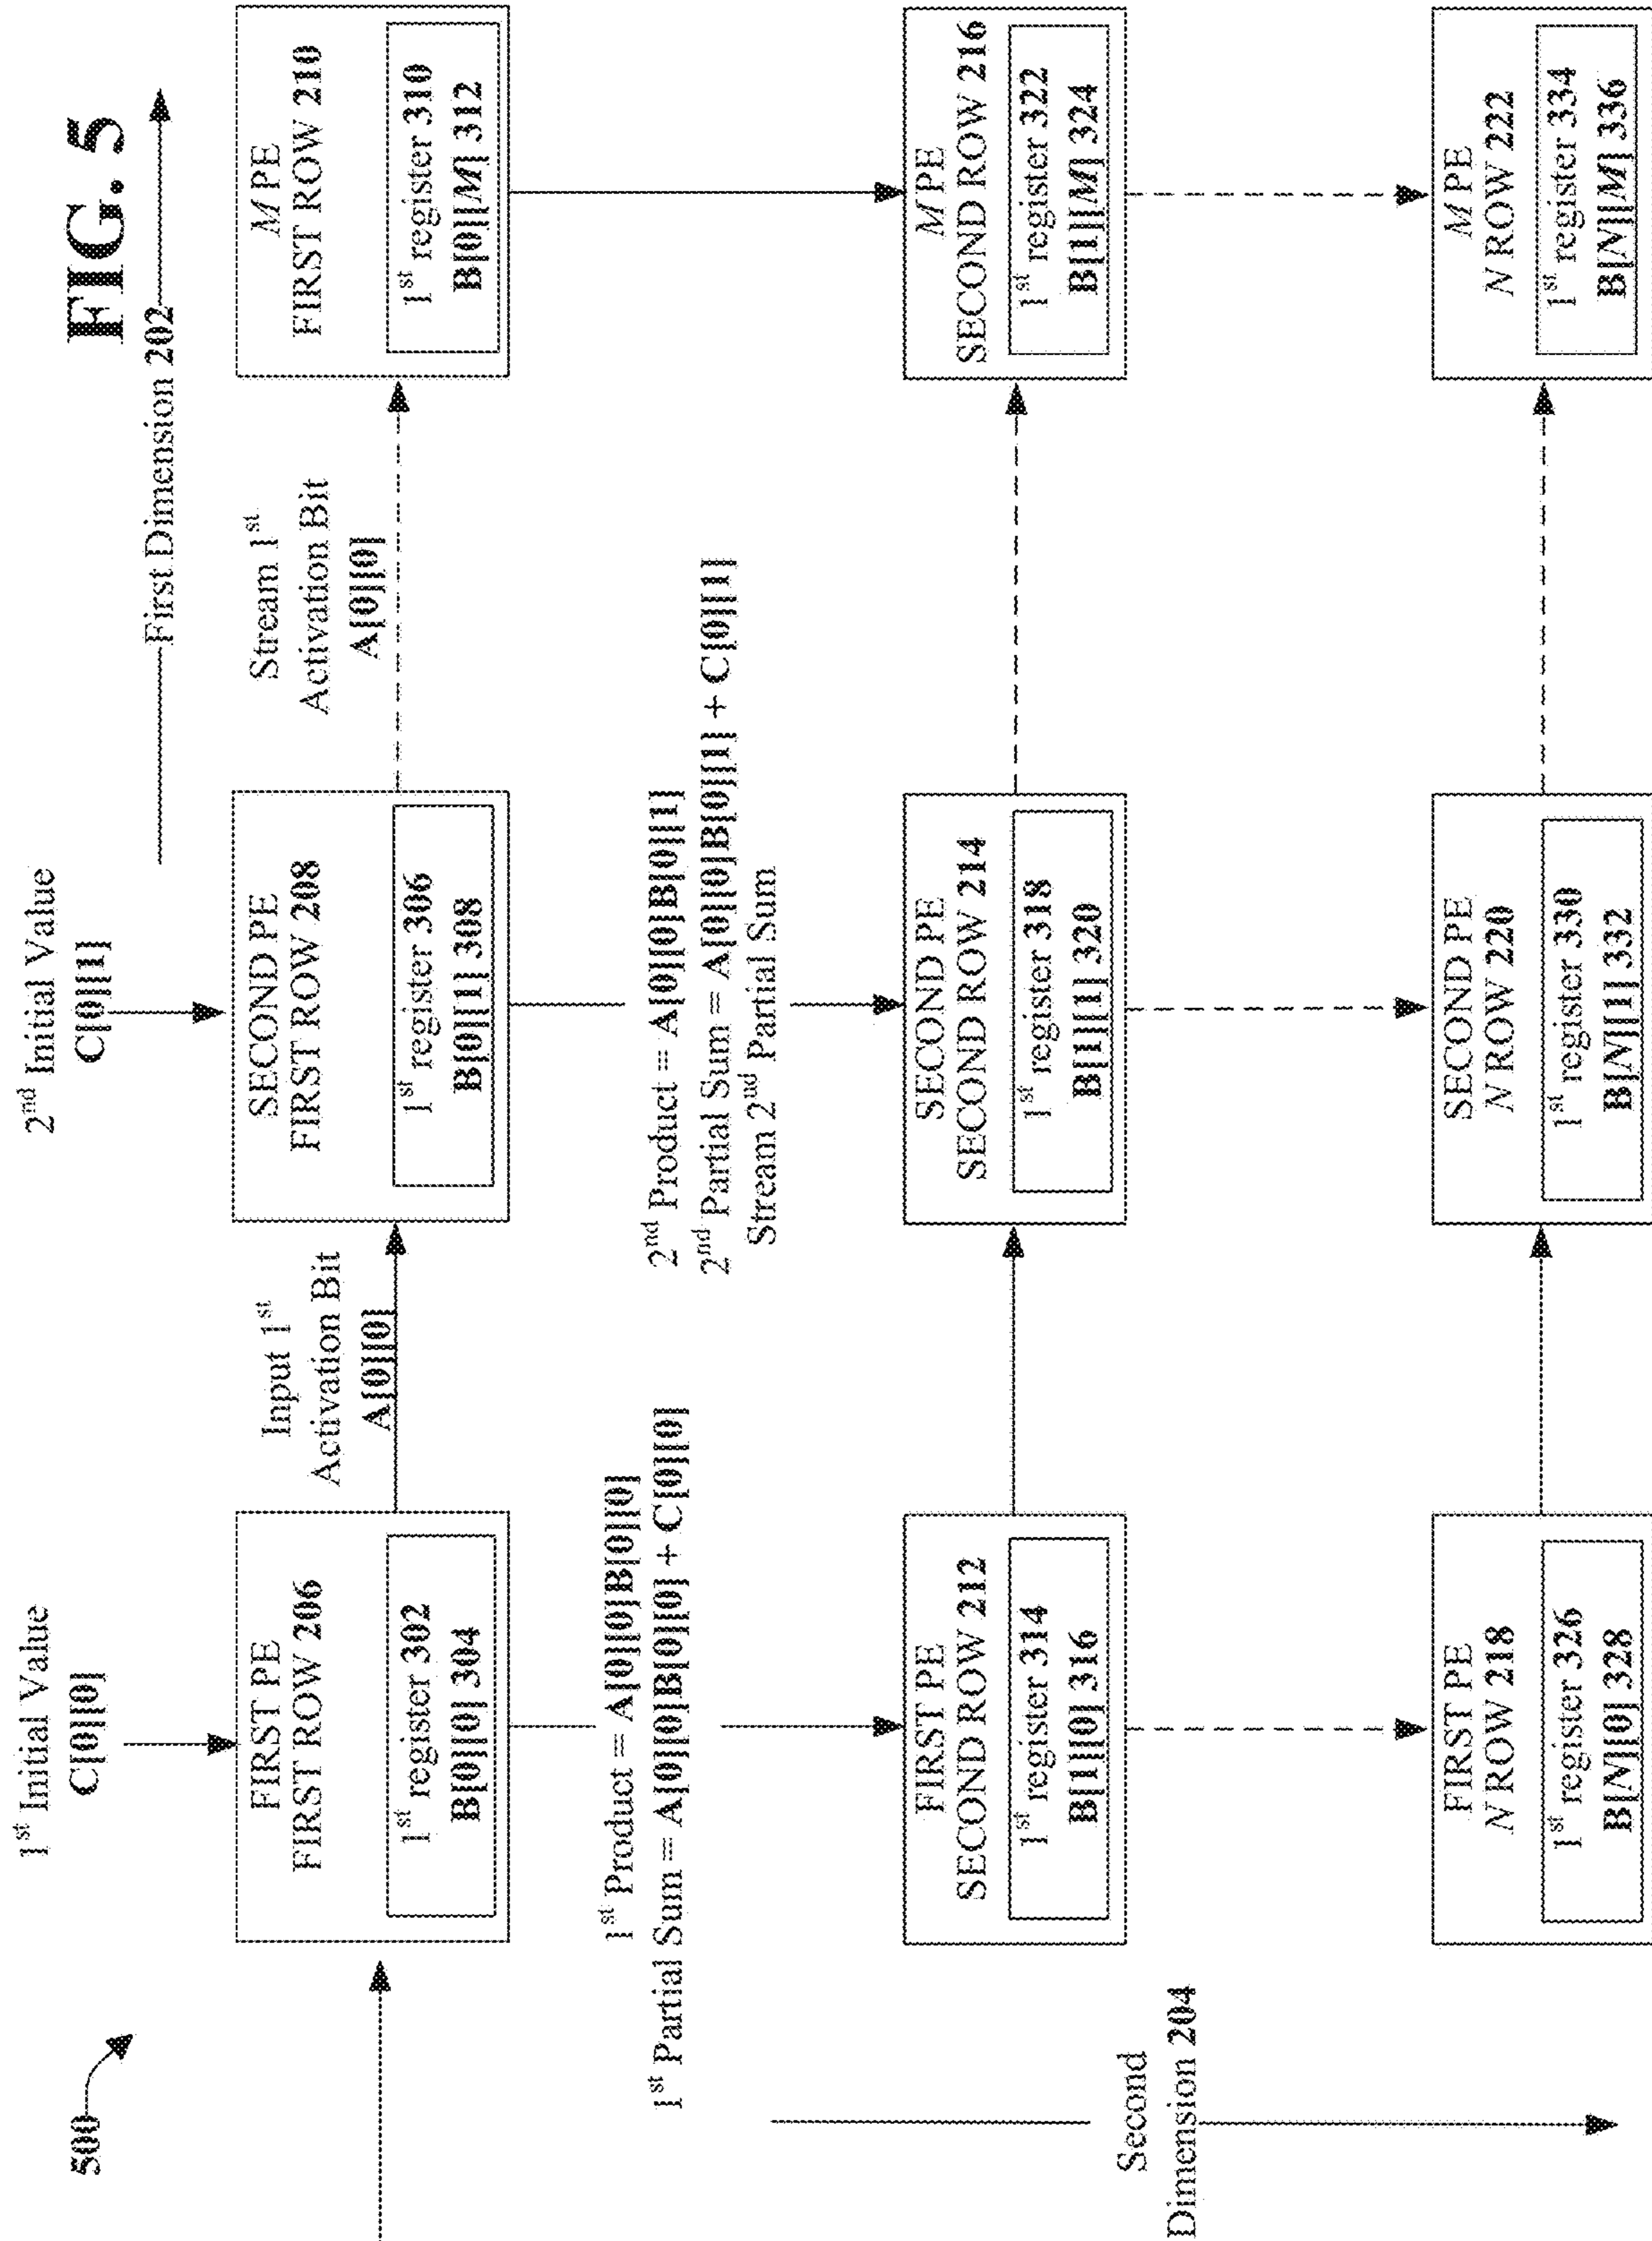 FIG. 5
500
First Dimension 202
Second
Dimension 204
1st Initial Value
C[0][0]
2nd Initial Value
C[0][1]
FIRST PE
FIRST ROW 206
1st register 302
B[0][0] 304
Input 1st
Activation Bit
A[0][0]
SECOND PE
FIRST ROW 208
1st register 306
B[0][1] 308
Stream 1st
Activation Bit
A[0][0]
M PE
FIRST ROW 210
1st register 310
B[0][M] 312
1st Product = A[0][0]B[0][0]
1st Partial Sum = A[0][0]B[0][0] + C[0][0]
2nd Product = A[0][0]B[0][1]
2nd Partial Sum = A[0][0]B[0][1] + C[0][1]
Stream 2nd Partial Sum
FIRST PE
SECOND ROW 212
1st register 314
B[1][0] 316
SECOND PE
SECOND ROW 214
1st register 318
B[1][1] 320
M PE
SECOND ROW 216
1st register 322
B[1][M] 324
FIRST PE
N ROW 218
1st register 326
B[N][0] 328
SECOND PE
N ROW 220
1st register 330
B[N][1] 332
M PE
N ROW 222
1st register 334
B[N][M] 336